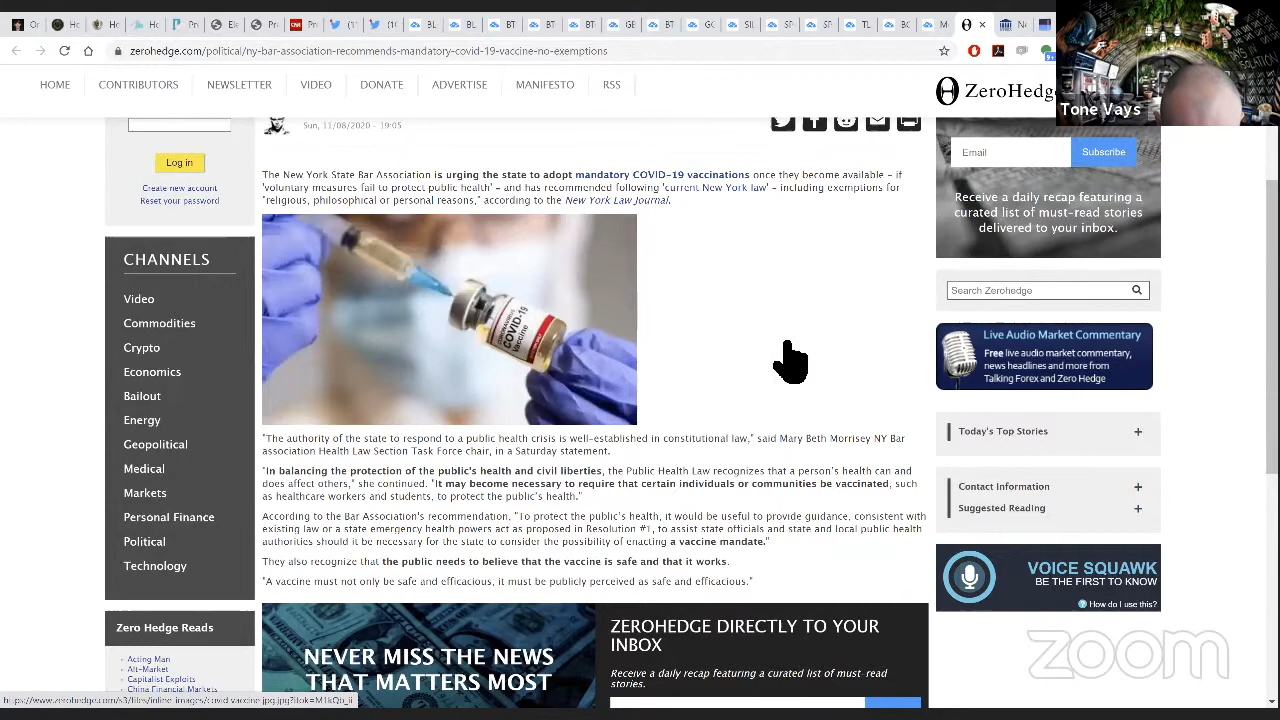 zerohedge.com/political/ny-bar-association-recommends-mandatory-covid-19-vaccine-no-exemptions
HOME CONTRIBUTORS NEWSLETTER VIDEO DONATE ADVERTISE MANIFESTO RSS
ZeroHedge
Tone Vays
Sun, 11/08/2020 - 19:05
Log in
Create new account
Reset your password
CHANNELS
Video
Commodities
Crypto
Economics
Bailout
Energy
Geopolitical
Medical
Markets
Personal Finance
Political
Technology
Zero Hedge Reads
Acting Man
Alt-Market
Capitalist Exploits
China Financial Markets
The New York State Bar Association is urging the state to adopt mandatory COVID-19 vaccinations once they become available - if
'voluntary measures fail to protect public health' - and has recommended following 'current New York law' - including exemptions for
"religious, philosophical or personal reasons," according to the New York Law Journal.
COVID-19
Vaccine
"The authority of the state to respond to a public health crisis is well-established in constitutional law," said Mary Beth Morrisey NY Bar
association Health Law Section Task Force chair, in a Saturday statement.
"In balancing the protection of the public's health and civil liberties, the Public Health Law recognizes that a person's health can and
does affect others," she continued. "It may become necessary to require that certain individuals or communities be vaccinated, such
as healthcare workers and students, to protect the public's health."
According to the Bar Association's recommendation, "To protect the public's health, it would be useful to provide guidance, consistent with
existing law or a state emergency health powers act as proposed in Resolution #1, to assist state officials and state and local public health
authorities should it be necessary for the state to consider the possibility of enacting a vaccine mandate."
They also recognize that the public needs to believe that the vaccine is safe and that it works.
"A vaccine must not only be safe and efficacious, it must be publicly perceived as safe and efficacious."
NEVER MISS THE NEWS
THAT MATTERS MOST
ZEROHEDGE DIRECTLY TO YOUR
INBOX
Receive a daily recap featuring a curated list of must-read
stories.
Email
Subscribe
Receive a daily recap featuring a
curated list of must-read stories
delivered to your inbox.
Search Zerohedge
Live Audio Market Commentary
Free live audio market commentary,
news headlines and more from
Talking Forex and Zero Hedge
Today's Top Stories +
Contact Information +
Suggested Reading +
VOICE SQUAWK
BE THE FIRST TO KNOW
How do I use this?
zoom